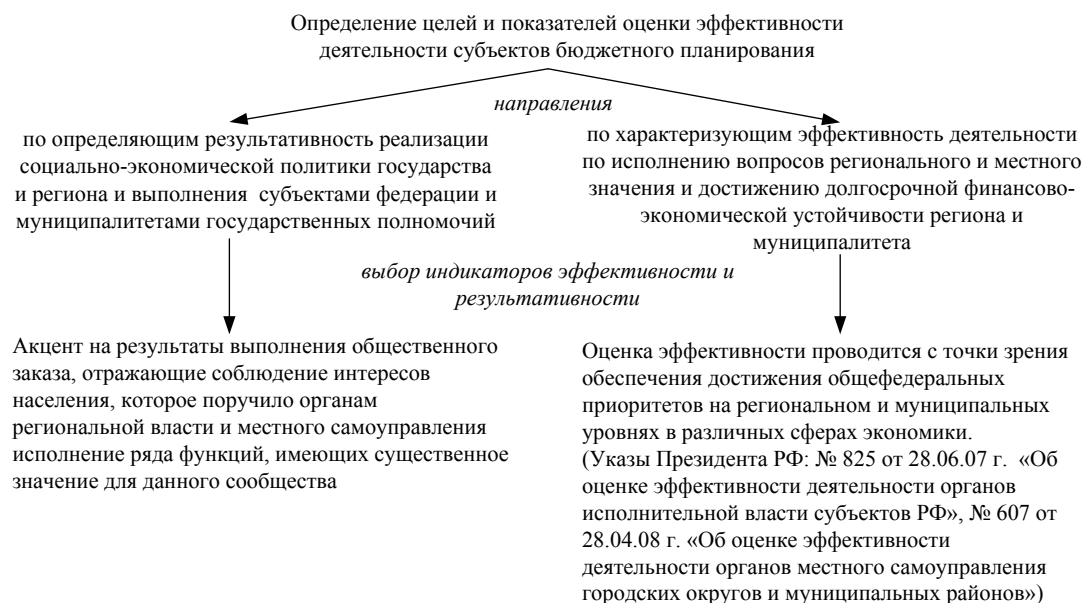 Определение целей и показателей оценки эффективности
деятельности субъектов бюджетного планирования
направления
по определяющим результативность реализации
социально-экономической политики государства
и региона и выполнения субъектами федерации и
муниципалитетами государственных полномочий
по характеризующим эффективность деятельности
по исполнению вопросов регионального и местного
значения и достижению долгосрочной финансово-
экономической устойчивости региона и
муниципалитета
выбор индикаторов эффективности и
результативности
Акцент на результаты выполнения общественного
заказа, отражающие соблюдение интересов
населения, которое поручило органам
региональной власти и местного самоуправления
исполнение ряда функций, имеющих существенное
значение для данного сообщества
Оценка эффективности проводится с точки зрения
обеспечения достижения общефедеральных
приоритетов на региональном и муниципальных
уровнях в различных сферах экономики.
(Указы Президента РФ: № 825 от 28.06.07 г. «Об
оценке эффективности деятельности органов
исполнительной власти субъектов РФ», № 607 от
28.04.08 г. «Об оценке эффективности
деятельности органов местного самоуправления
городских округов и муниципальных районов»)